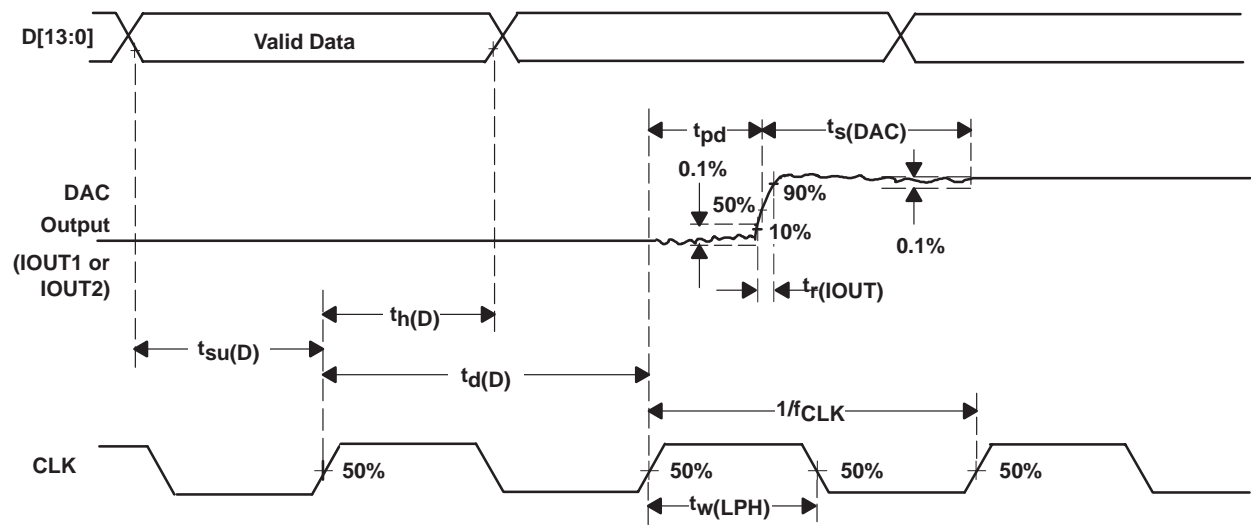 D[13:0]
Valid Data
tpd
ts(DAC)
0.1%
DAC
Output
(IOUT1 or
IOUT2)
50%
90%
10%
0.1%
tr(IOUT)
th(D)
tsu(D)
td(D)
1/fCLK
CLK
50%
50%
50%
50%
tw(LPH)